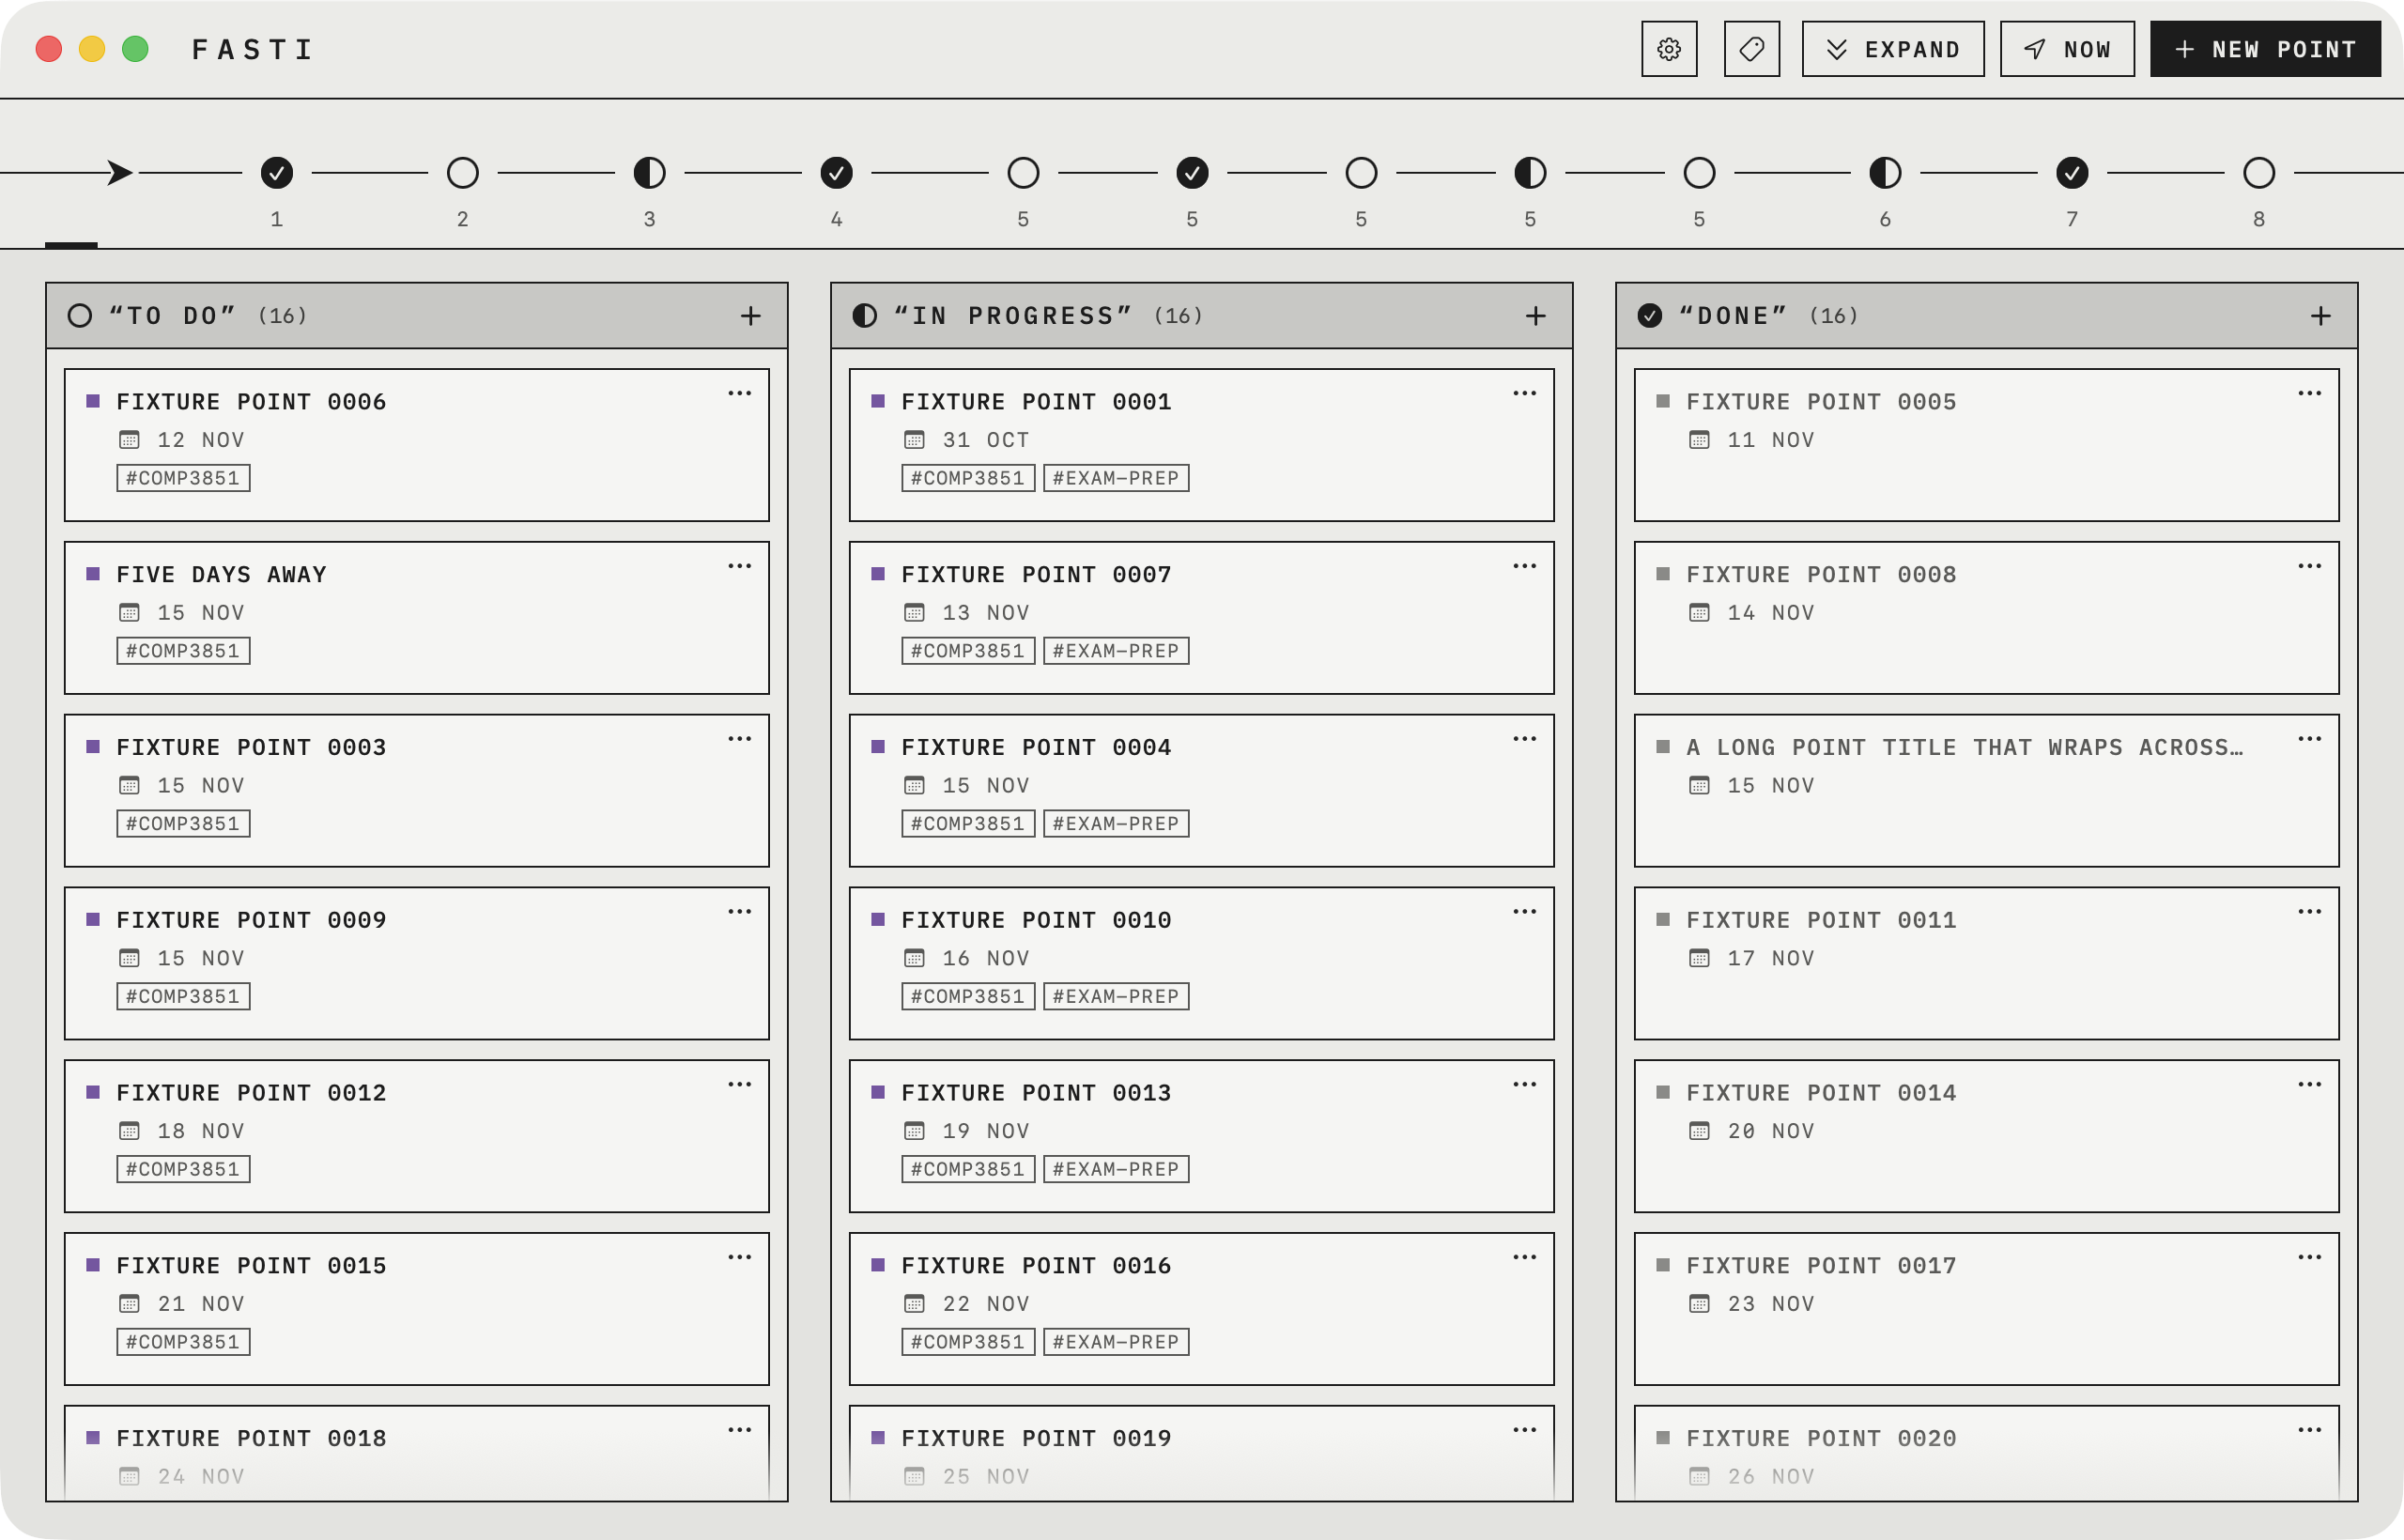 FASTI
EXPAND
NOW
+ NEW POINT
1 2 3 4 5 5 5 5 5 6 7 8
“TO DO” (16) +
FIXTURE POINT 0006
12 NOV
#COMP3851
FIVE DAYS AWAY
15 NOV
#COMP3851
FIXTURE POINT 0003
15 NOV
#COMP3851
FIXTURE POINT 0009
15 NOV
#COMP3851
FIXTURE POINT 0012
18 NOV
#COMP3851
FIXTURE POINT 0015
21 NOV
#COMP3851
FIXTURE POINT 0018
24 NOV
“IN PROGRESS” (16) +
FIXTURE POINT 0001
31 OCT
#COMP3851 #EXAM-PREP
FIXTURE POINT 0007
13 NOV
#COMP3851 #EXAM-PREP
FIXTURE POINT 0004
15 NOV
#COMP3851 #EXAM-PREP
FIXTURE POINT 0010
16 NOV
#COMP3851 #EXAM-PREP
FIXTURE POINT 0013
19 NOV
#COMP3851 #EXAM-PREP
FIXTURE POINT 0016
22 NOV
#COMP3851 #EXAM-PREP
FIXTURE POINT 0019
25 NOV
“DONE” (16) +
FIXTURE POINT 0005
11 NOV
FIXTURE POINT 0008
14 NOV
A LONG POINT TITLE THAT WRAPS ACROSS…
15 NOV
FIXTURE POINT 0011
17 NOV
FIXTURE POINT 0014
20 NOV
FIXTURE POINT 0017
23 NOV
FIXTURE POINT 0020
26 NOV